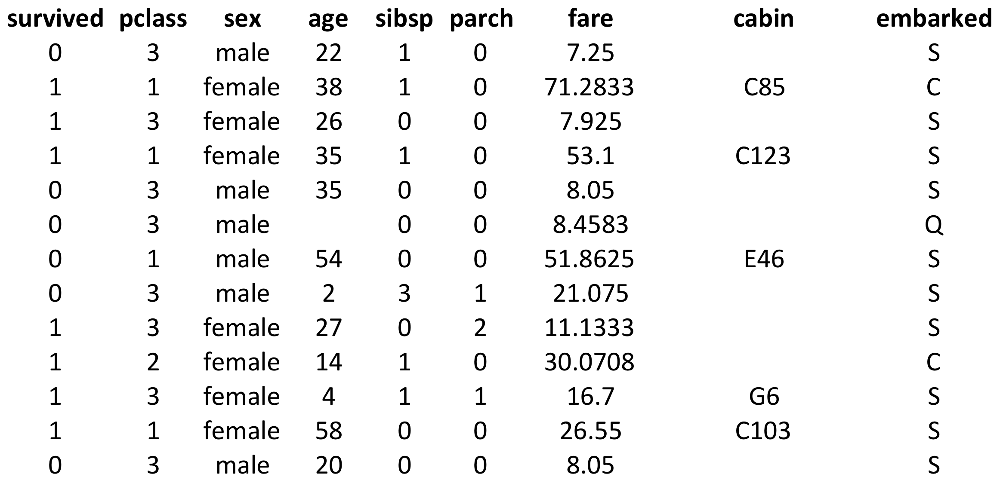 survived pclass sex age sibsp parch fare cabin embarked
0 3 male 22 1 0 7.25 S
1 1 female 38 1 0 71.2833 C85 C
1 3 female 26 0 0 7.925 S
1 1 female 35 1 0 53.1 C123 S
0 3 male 35 0 0 8.05 S
0 3 male 0 0 8.4583 Q
0 1 male 54 0 0 51.8625 E46 S
0 3 male 2 3 1 21.075 S
1 3 female 27 0 2 11.1333 S
1 2 female 14 1 0 30.0708 C
1 3 female 4 1 1 16.7 G6 S
1 1 female 58 0 0 26.55 C103 S
0 3 male 20 0 0 8.05 S